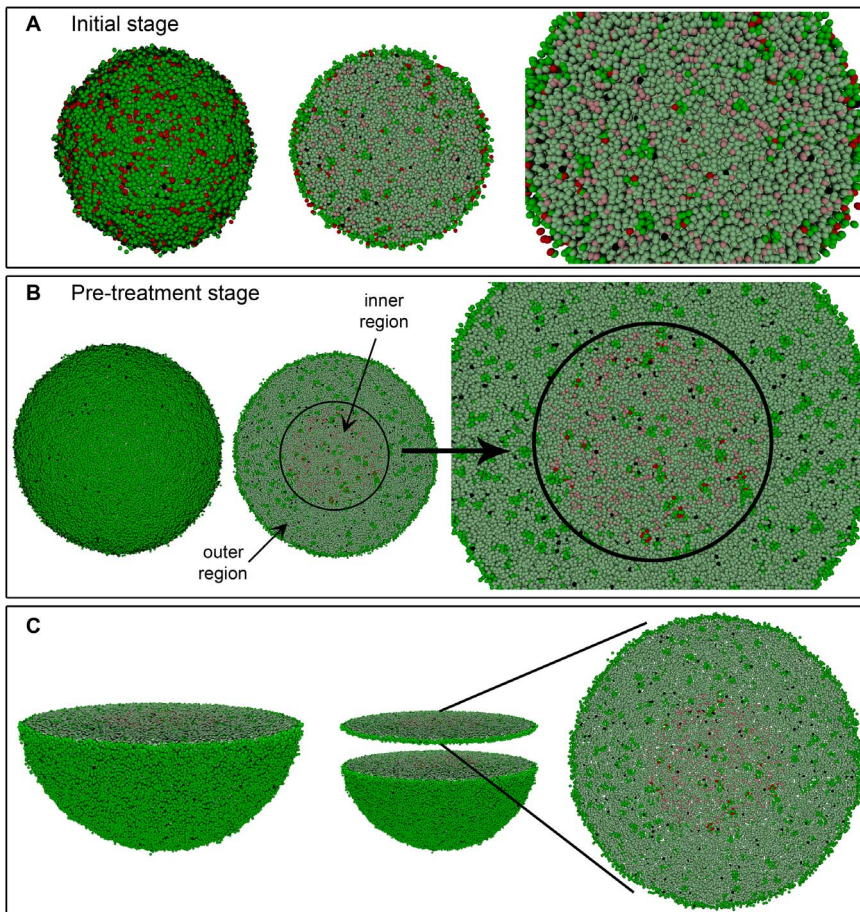 A Initial stage
B Pre-treatment stage
inner
region
outer
region
C